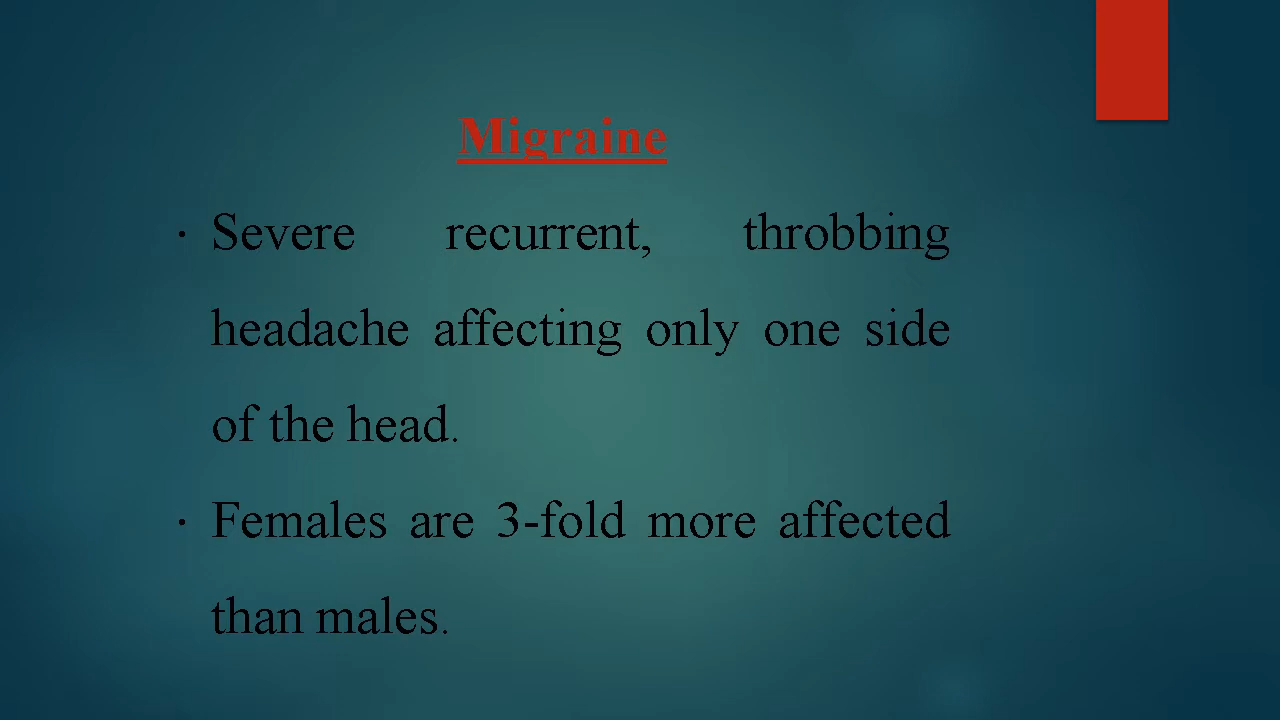 Migraine
· Severe recurrent, throbbing
headache affecting only one side
of the head.
· Females are 3-fold more affected
than males.